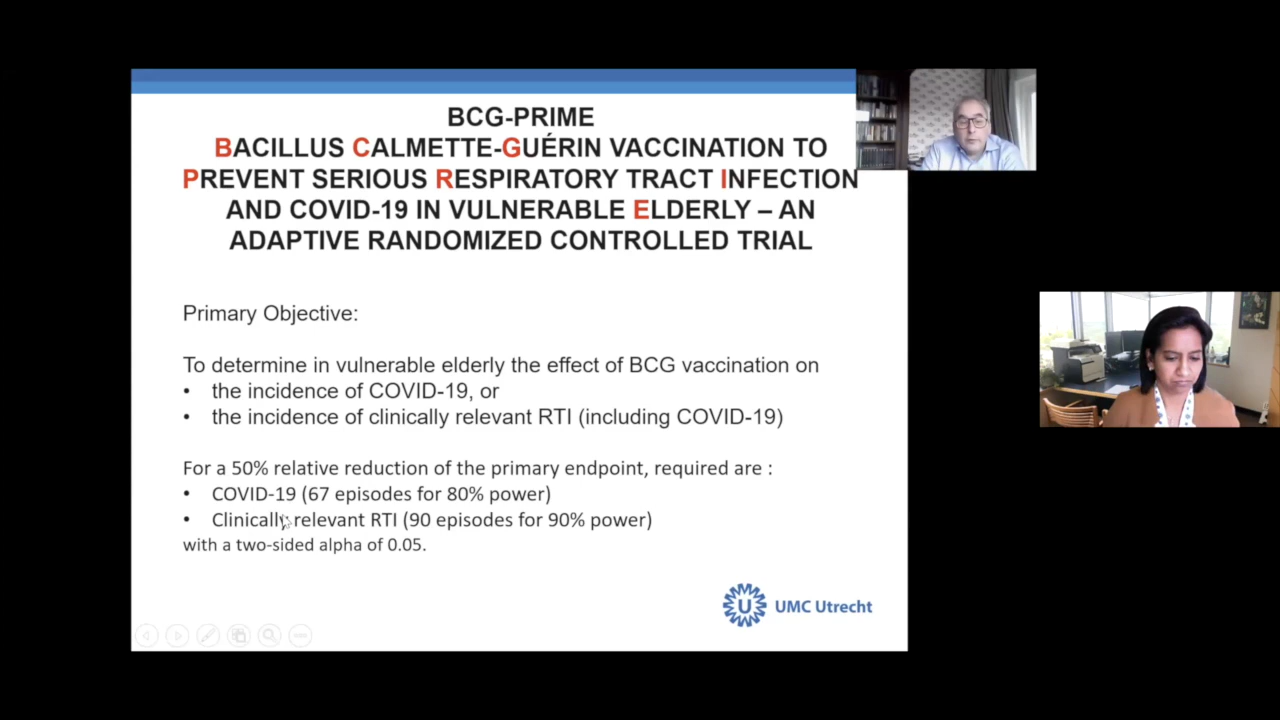 BCG-PRIME
BACILLUS CALMETTE-GUÉRIN VACCINATION TO
PREVENT SERIOUS RESPIRATORY TRACT INFECTION
AND COVID-19 IN VULNERABLE ELDERLY – AN
ADAPTIVE RANDOMIZED CONTROLLED TRIAL
Primary Objective:
To determine in vulnerable elderly the effect of BCG vaccination on
• the incidence of COVID-19, or
• the incidence of clinically relevant RTI (including COVID-19)
For a 50% relative reduction of the primary endpoint, required are :
• COVID-19 (67 episodes for 80% power)
• Clinically relevant RTI (90 episodes for 90% power)
with a two-sided alpha of 0.05.
U UMC Utrecht